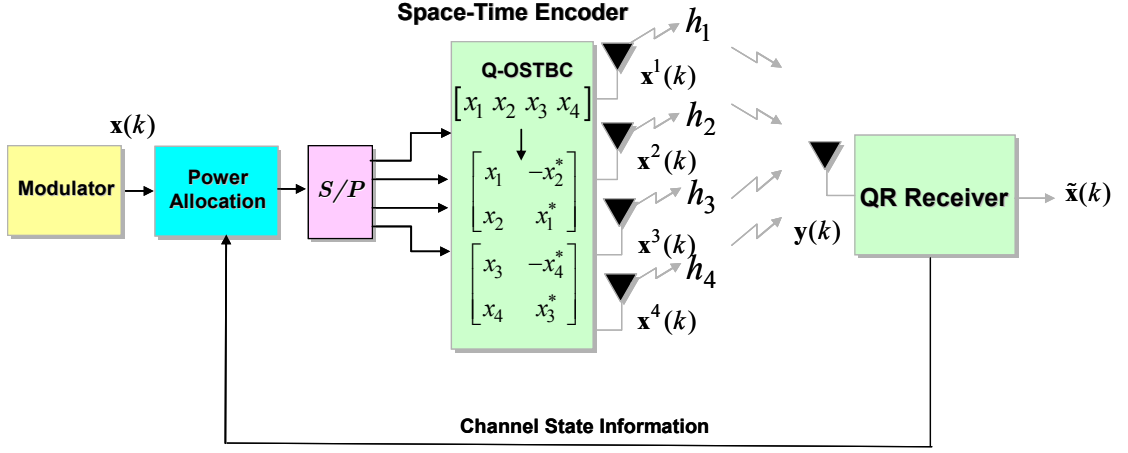 Space-Time Encoder
Modulator
x(k)
Power
Allocation
S/P
Q-OSTBC
[x₁ x₂ x₃ x₄]
[x₁ -x₂*
x₂ x₁*]
[x₃ -x₄*
x₄ x₃*]
h₁
x¹(k)
h₂
x²(k)
h₃
x³(k)
h₄
x⁴(k)
y(k)
QR Receiver
x̃(k)
Channel State Information